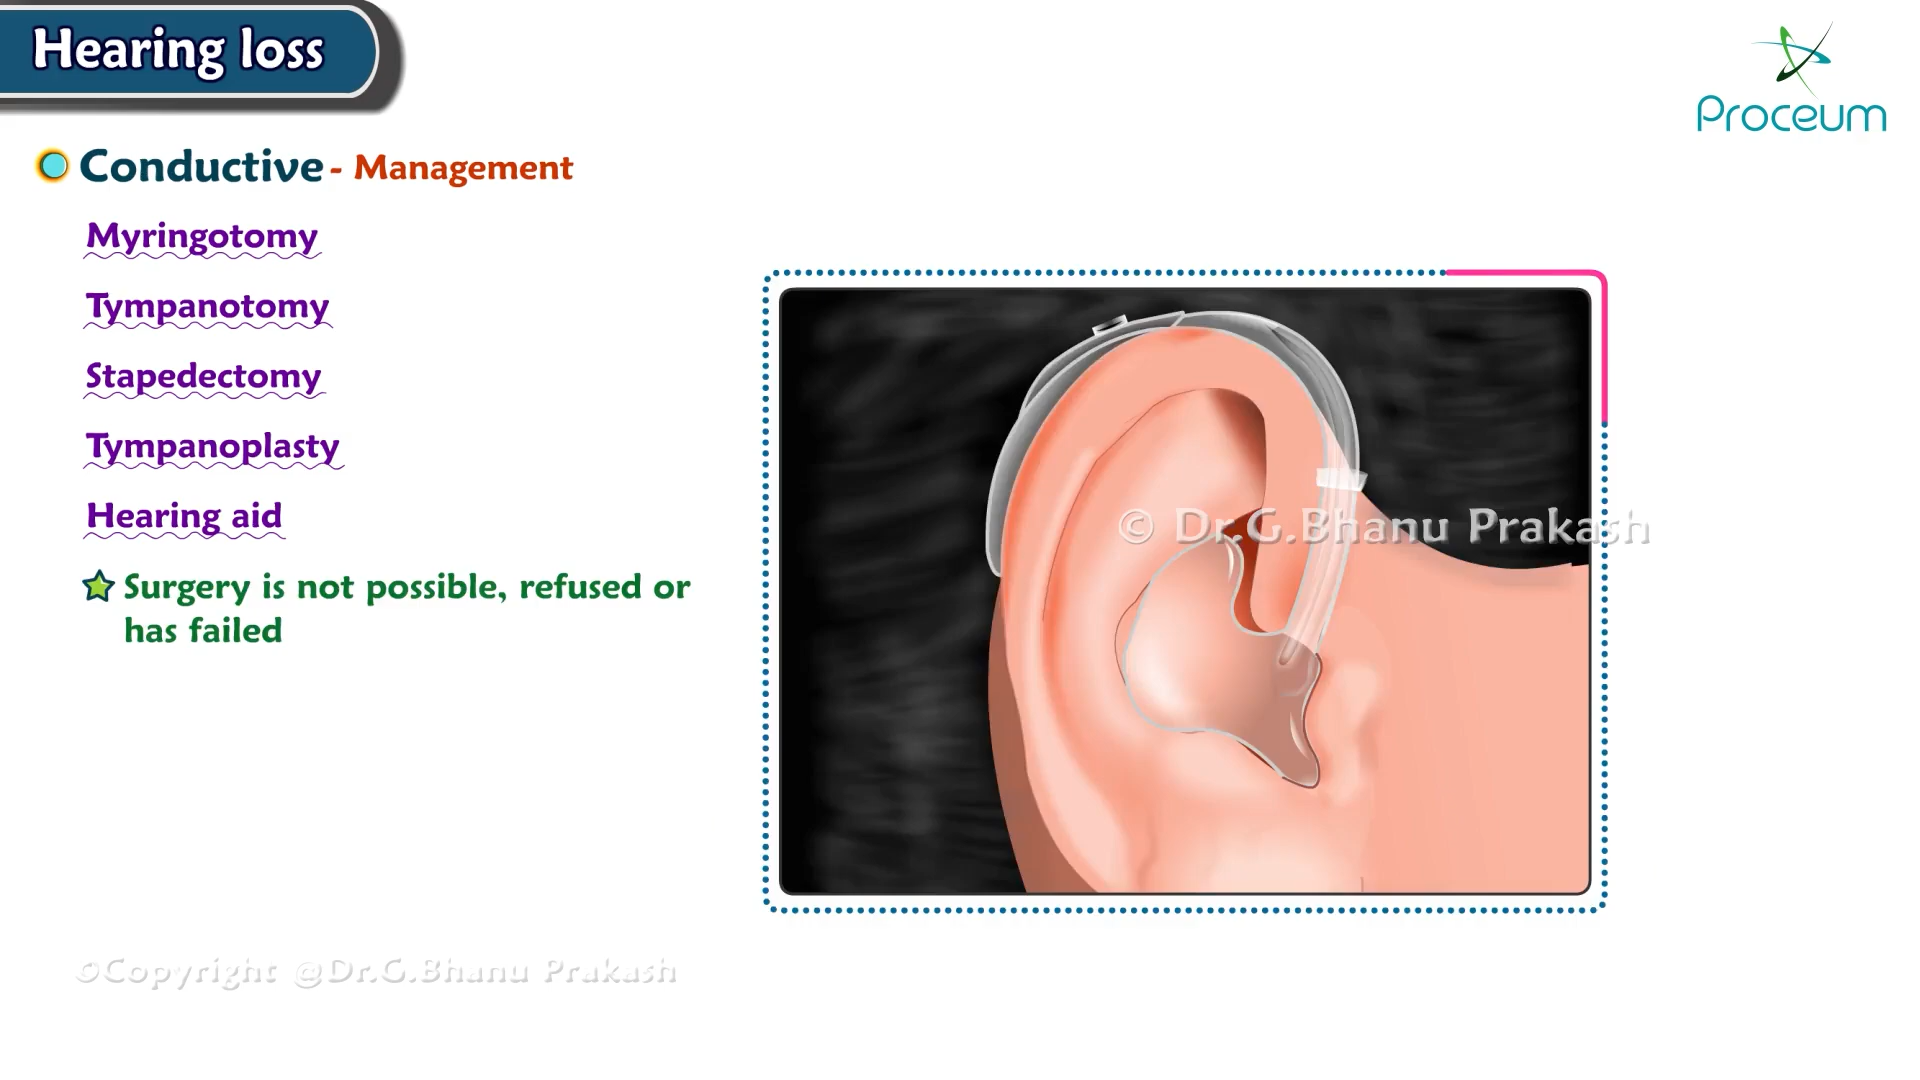 Hearing loss
Proceum
Conductive - Management
Myringotomy
Tympanotomy
Stapedectomy
Tympanoplasty
Hearing aid
Surgery is not possible, refused or
has failed
© Dr.G.Bhanu Prakash
©Copyright @Dr.G.Bhanu Prakash